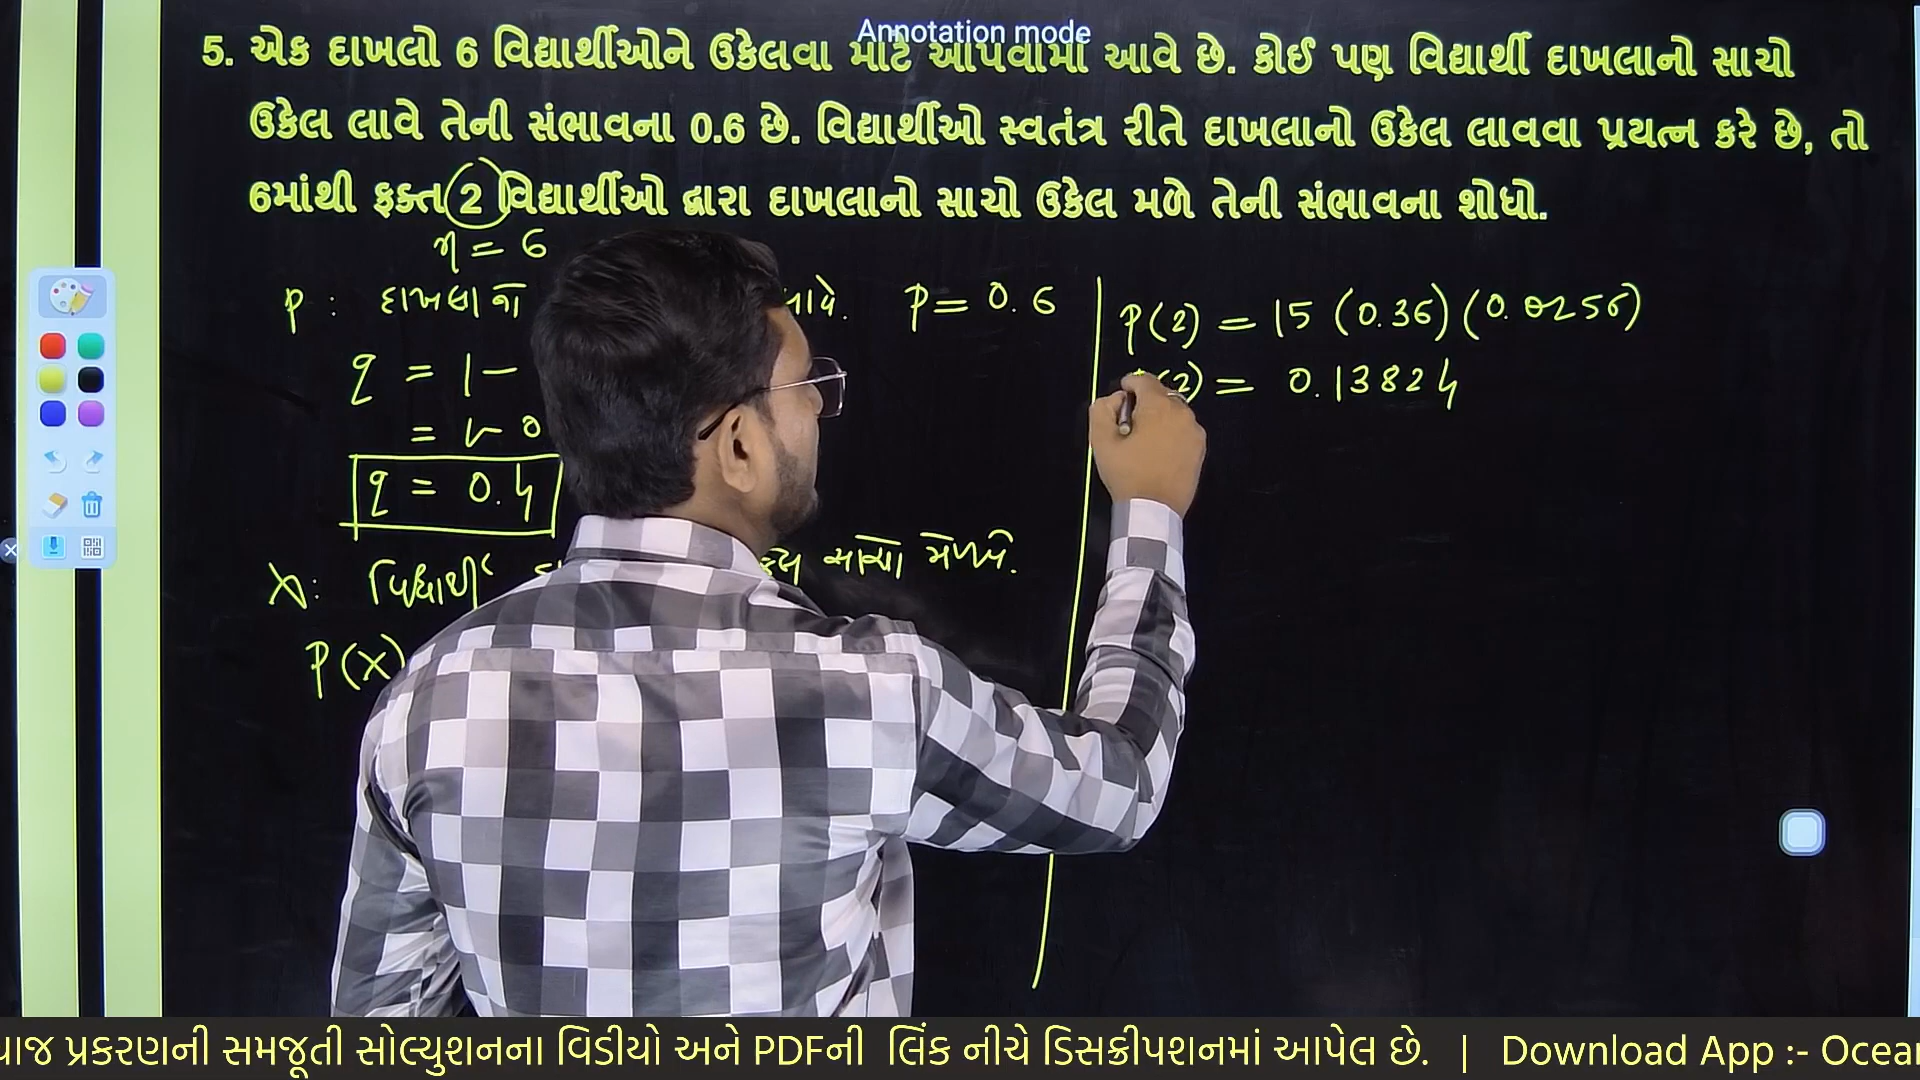 Annotation mode
5. એક દાખલો 6 વિદ્યાર્થીઓને ઉકેલવા માટે આપવામાં આવે છે. કોઈ પણ વિદ્યાર્થી દાખલાનો સાચો
ઉકેલ લાવે તેની સંભાવના 0.6 છે. વિદ્યાર્થીઓ સ્વતંત્ર રીતે દાખલાનો ઉકેલ લાવવા પ્રયત્ન કરે છે, તો
6માંથી ફક્ત 2 વિદ્યાર્થીઓ દ્વારા દાખલાનો સાચો ઉકેલ મળે તેની સંભાવના શોધો.
n = 6
p : દાખલાનો p = 0.6
q = 1 -
q = 0.4
X: વિદ્યાર્થી સાચો મેળવે.
P(X)
P(2) = 15 (0.36) (0.0256)
(2) = 0.13824
પ્રકરણની સમજૂતી સોલ્યુશનના વિડીયો અને PDFની લિંક નીચે ડિસક્રીપશનમાં આપેલ છે. | Download App :- Ocean